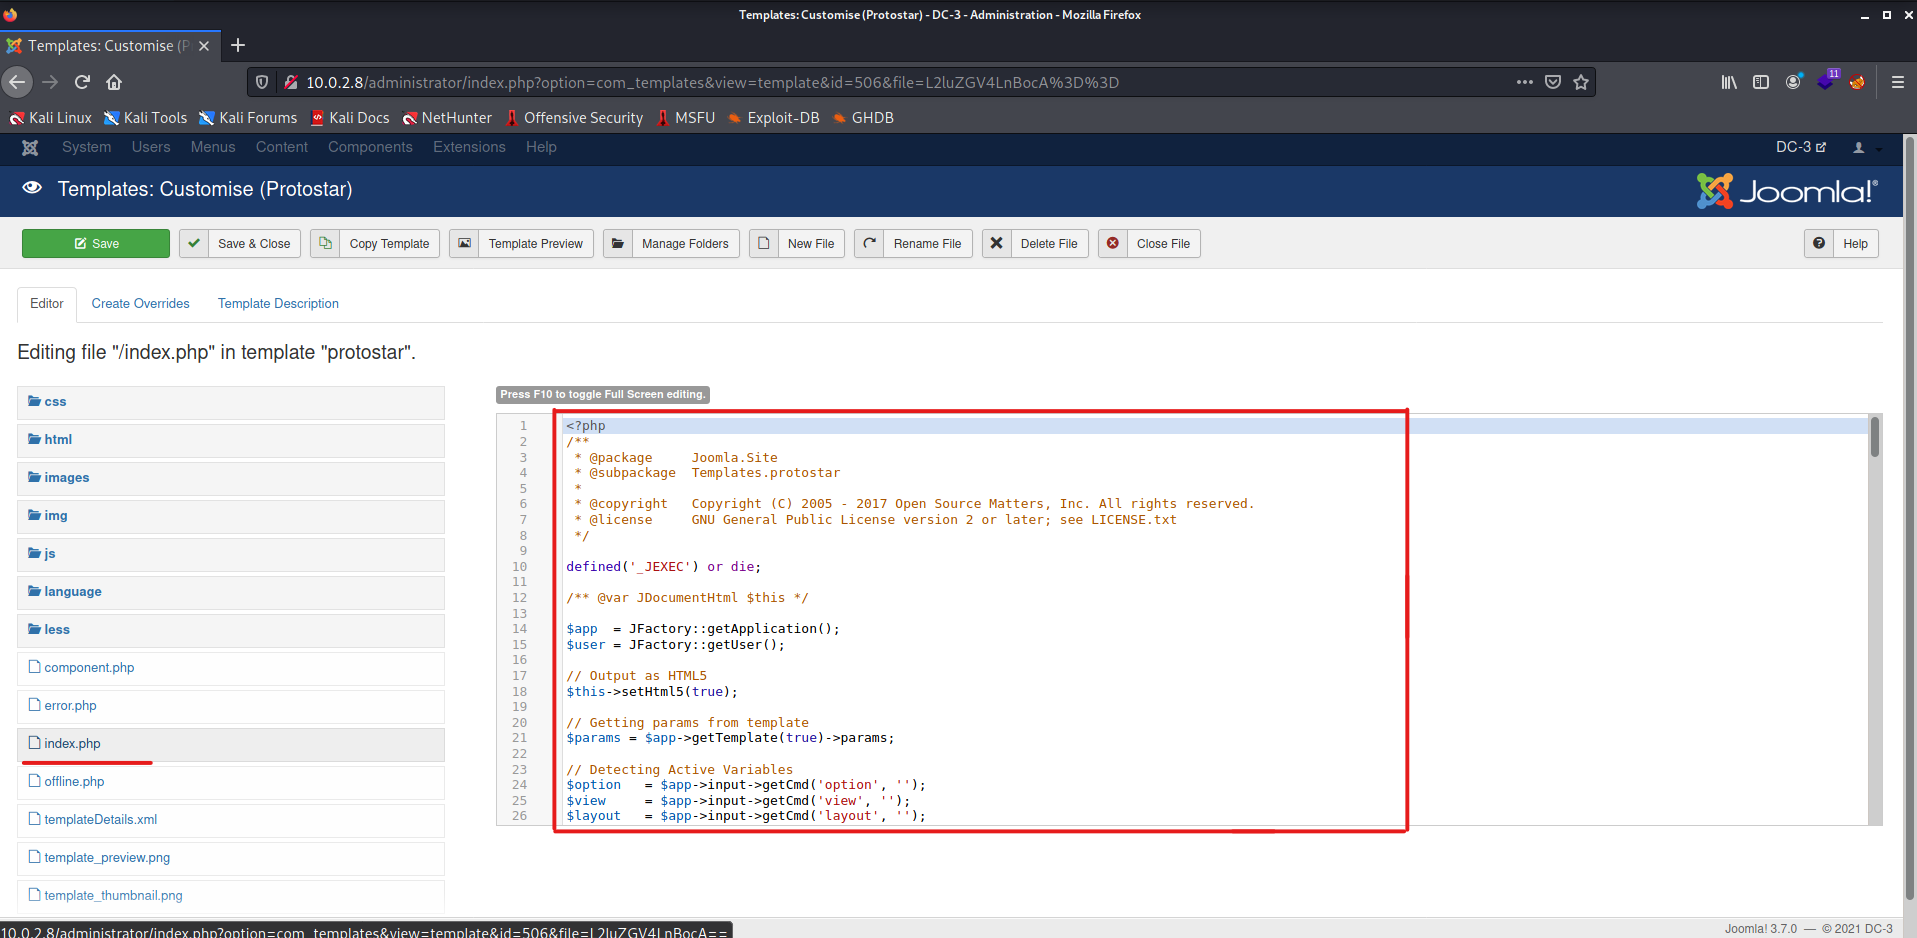 Templates: Customise (Protostar) - DC-3 - Administration - Mozilla Firefox
Templates: Customise (P
10.0.2.8/administrator/index.php?option=com_templates&view=template&id=506&file=L2luZGV4LnBocA%3D%3D
11
Kali Linux Kali Tools Kali Forums Kali Docs NetHunter Offensive Security MSFU Exploit-DB GHDB
System Users Menus Content Components Extensions Help DC-3
Templates: Customise (Protostar) Joomla!®
Save Save & Close Copy Template Template Preview Manage Folders New File Rename File Delete File Close File Help
Editor Create Overrides Template Description
Editing file "/index.php" in template "protostar".
css
html
images
img
js
language
less
component.php
error.php
index.php
offline.php
templateDetails.xml
template_preview.png
template_thumbnail.png
Press F10 to toggle Full Screen editing.
1 <?php
2 /**
3 * @package Joomla.Site
4 * @subpackage Templates.protostar
5 *
6 * @copyright Copyright (C) 2005 - 2017 Open Source Matters, Inc. All rights reserved.
7 * @license GNU General Public License version 2 or later; see LICENSE.txt
8 */
9
10 defined('_JEXEC') or die;
11
12 /** @var JDocumentHtml $this */
13
14 $app = JFactory::getApplication();
15 $user = JFactory::getUser();
16
17 // Output as HTML5
18 $this->setHtml5(true);
19
20 // Getting params from template
21 $params = $app->getTemplate(true)->params;
22
23 // Detecting Active Variables
24 $option = $app->input->getCmd('option', '');
25 $view = $app->input->getCmd('view', '');
26 $layout = $app->input->getCmd('layout', '');
10.0.2.8/administrator/index.php?option=com_templates&view=template&id=506&file=L2luZGV4LnBocA==
Joomla! 3.7.0 — © 2021 DC-3